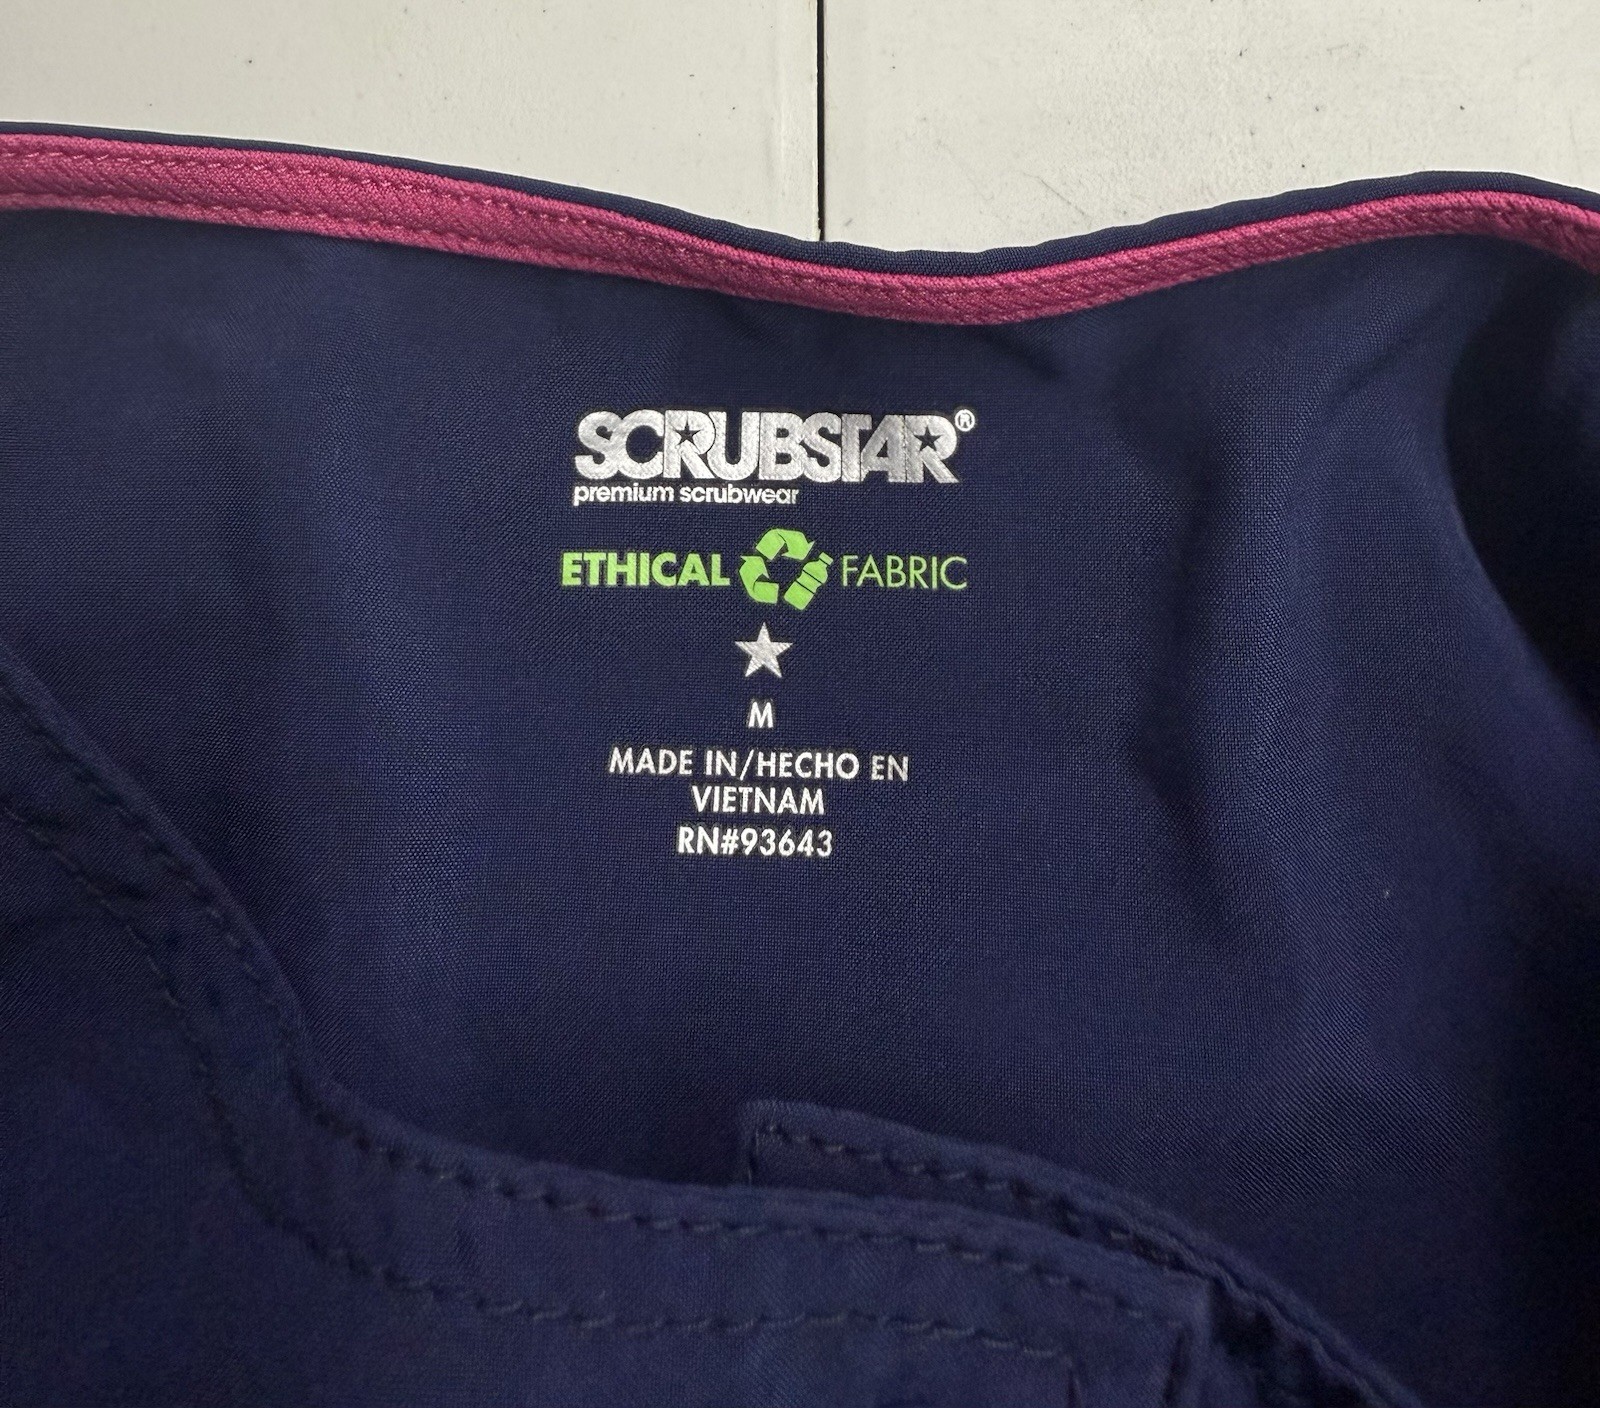 SCRUBSTAR®
premium scrubwear
ETHICAL FABRIC
M
MADE IN/HECHO EN
VIETNAM
RN#93643